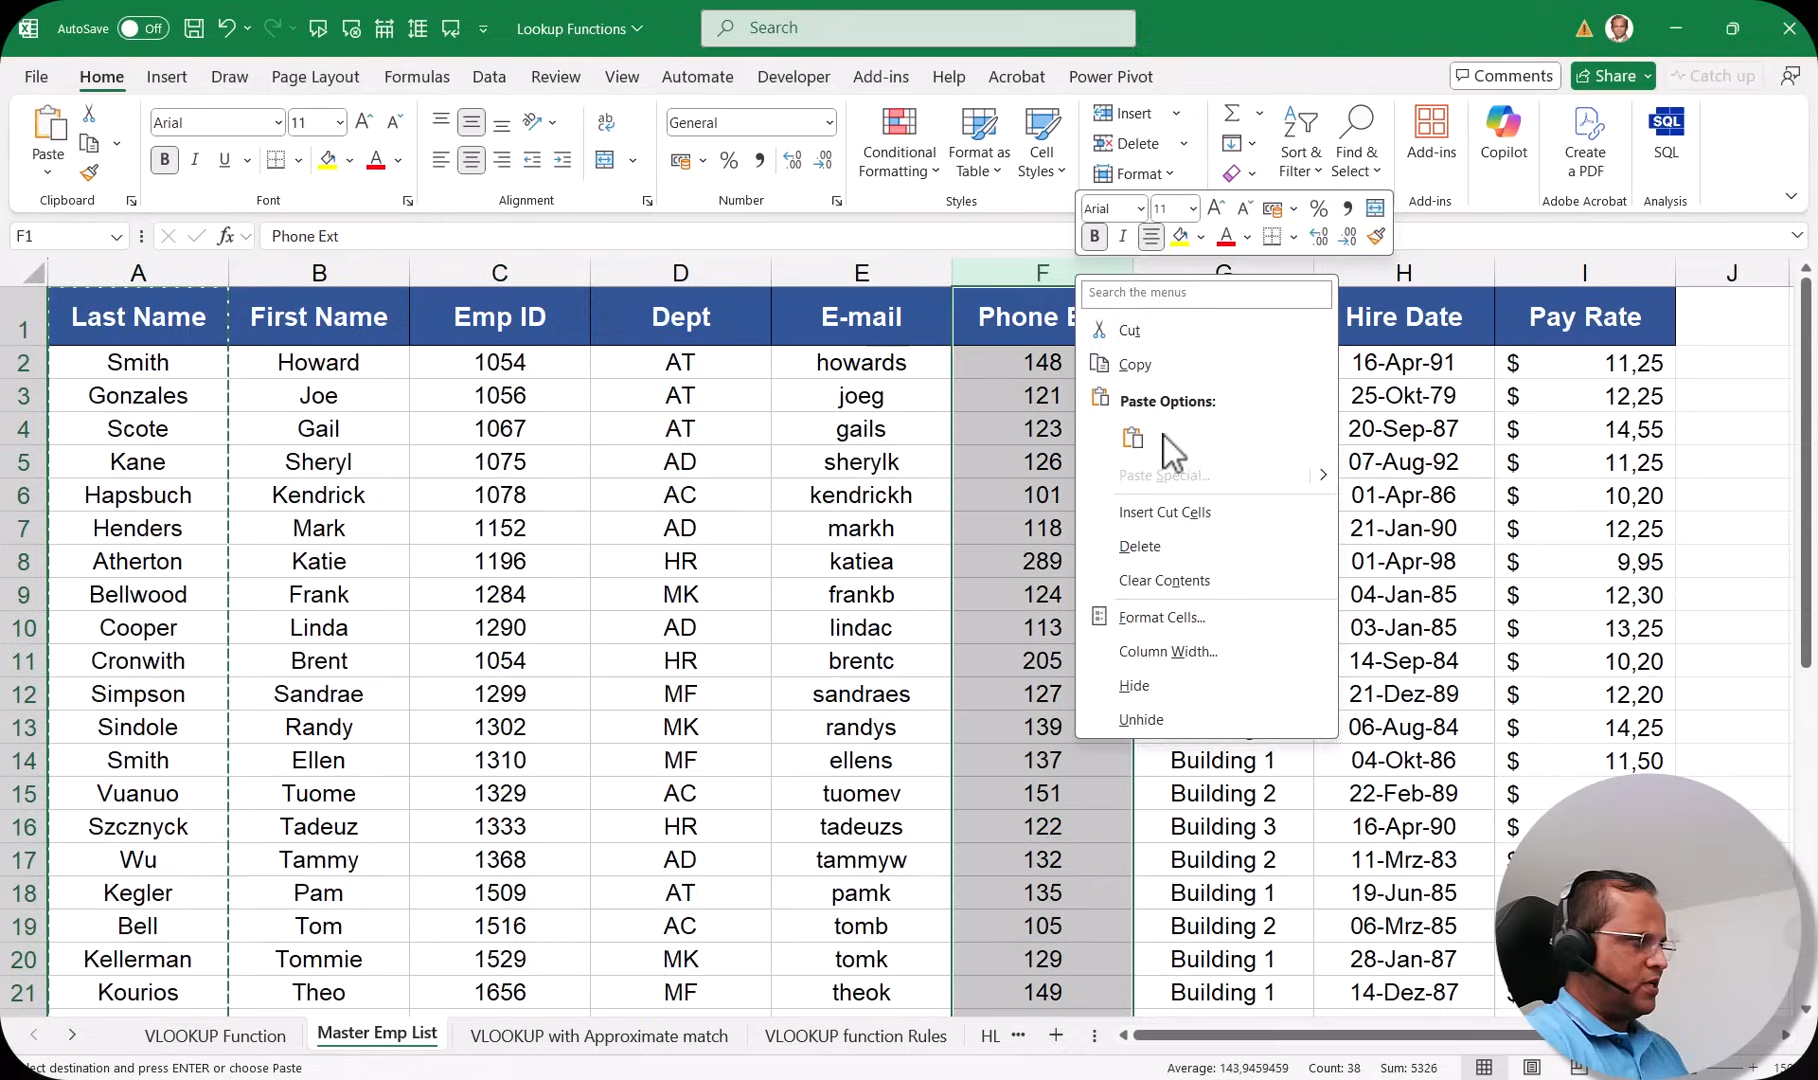 AutoSave Off Lookup Functions Search
File Home Insert Draw Page Layout Formulas Data Review View Automate Developer Add-ins Help Acrobat Power Pivot Comments Share Catch up
Arial 11 General Insert
Delete
Paste B I U Conditional Format as Cell Sort & Find & Add-ins Copilot Create SQL
Formatting Table Styles Format Filter Select a PDF
Clipboard Font Alignment Number Styles Add-ins Adobe Acrobat Analysis
Arial 11
B I
F1 fx Phone Ext
A B C D E F G H I J
1 Last Name First Name Emp ID Dept E-mail Phone E Hire Date Pay Rate
2 Smith Howard 1054 AT howards 148 16-Apr-91 $ 11,25
3 Gonzales Joe 1056 AT joeg 121 25-Okt-79 $ 12,25
4 Scote Gail 1067 AT gails 123 20-Sep-87 $ 14,55
5 Kane Sheryl 1075 AD sherylk 126 07-Aug-92 $ 11,25
6 Hapsbuch Kendrick 1078 AC kendrickh 101 01-Apr-86 $ 10,20
7 Henders Mark 1152 AD markh 118 21-Jan-90 $ 12,25
8 Atherton Katie 1196 HR katiea 289 01-Apr-98 $ 9,95
9 Bellwood Frank 1284 MK frankb 124 04-Jan-85 $ 12,30
10 Cooper Linda 1290 AD lindac 113 03-Jan-85 $ 13,25
11 Cronwith Brent 1054 HR brentc 205 14-Sep-84 $ 10,20
12 Simpson Sandrae 1299 MF sandraes 127 21-Dez-89 $ 12,20
13 Sindole Randy 1302 MK randys 139 06-Aug-84 $ 14,25
14 Smith Ellen 1310 MF ellens 137 Building 1 04-Okt-86 $ 11,50
15 Vuanuo Tuome 1329 AC tuomev 151 Building 2 22-Feb-89 $
16 Szcznyck Tadeuz 1333 HR tadeuzs 122 Building 3 16-Apr-90 $
17 Wu Tammy 1368 AD tammyw 132 Building 2 11-Mrz-83 $
18 Kegler Pam 1509 AT pamk 135 Building 1 19-Jun-85
19 Bell Tom 1516 AC tomb 105 Building 2 06-Mrz-85
20 Kellerman Tommie 1529 MK tomk 129 Building 1 28-Jan-87
21 Kourios Theo 1656 MF theok 149 Building 1 14-Dez-87
Search the menus
Cut
Copy
Paste Options:
Paste Special...
Insert Cut Cells
Delete
Clear Contents
Format Cells...
Column Width...
Hide
Unhide
VLOOKUP Function Master Emp List VLOOKUP with Approximate match VLOOKUP function Rules HL
destination and press ENTER or choose Paste Average: 143,9459459 Count: 38 Sum: 5326